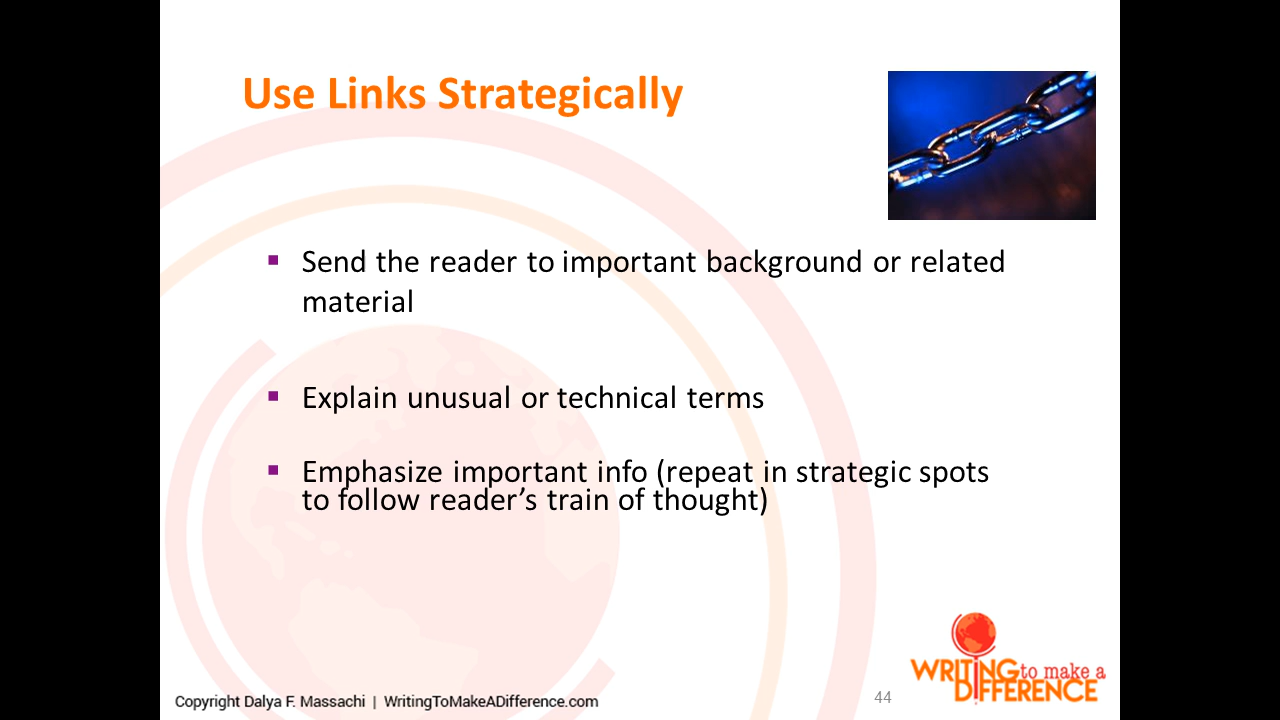 Use Links Strategically
▪ Send the reader to important background or related
material
▪ Explain unusual or technical terms
▪ Emphasize important info (repeat in strategic spots
to follow reader’s train of thought)
WRITING to make a
DIFFERENCE
Copyright Dalya F. Massachi | WritingToMakeADifference.com
44